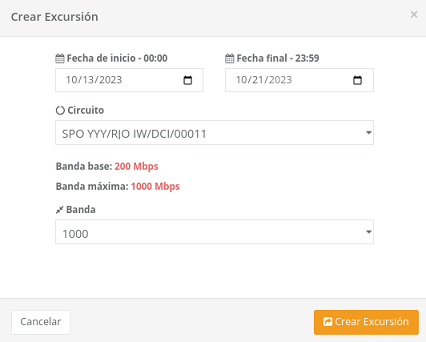 Crear Excursión
×
Fecha de inicio - 00:00
Fecha final - 23:59
10/13/2023
10/21/2023
Circuito
SPO YYY/RJO IW/DCI/00011
Banda base: 200 Mbps
Banda máxima: 1000 Mbps
Banda
1000
Cancelar
Crear Excursión